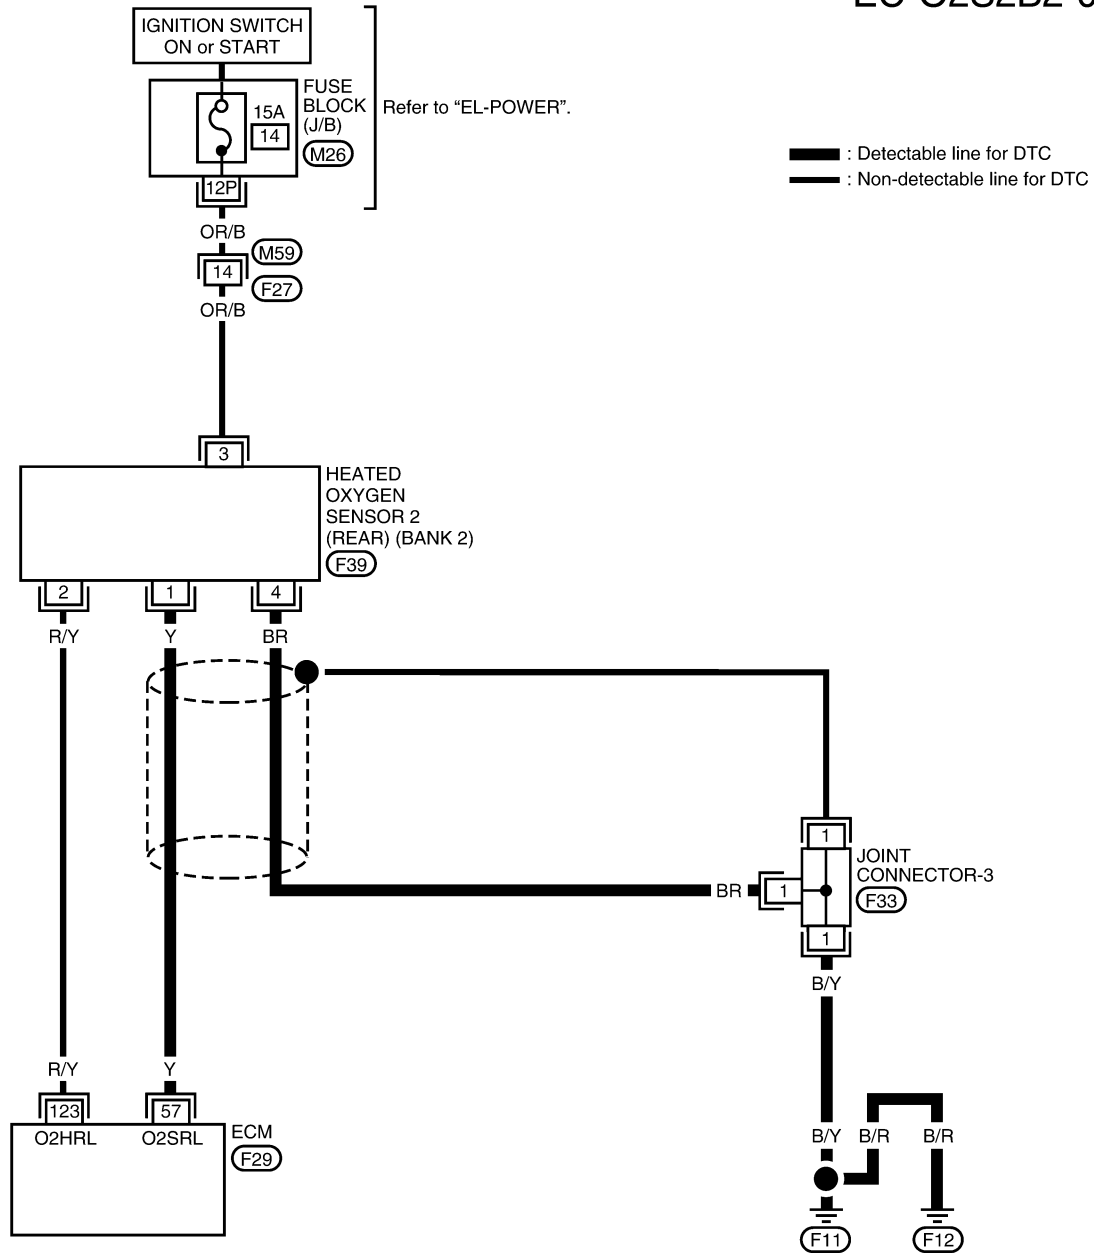 IGNITION SWITCH
ON or START
FUSE
BLOCK
(J/B)
M26
15A
14
Refer to “EL-POWER”.
: Detectable line for DTC
: Non-detectable line for DTC
12P
OR/B
M59
14
F27
OR/B
3
HEATED
OXYGEN
SENSOR 2
(REAR) (BANK 2)
F39
2 1 4
R/Y Y BR
1
JOINT
CONNECTOR-3
F33
BR 1
1
B/Y
R/Y Y
123 57
O2HRL O2SRL
ECM
F29
B/Y B/R B/R
F11 F12